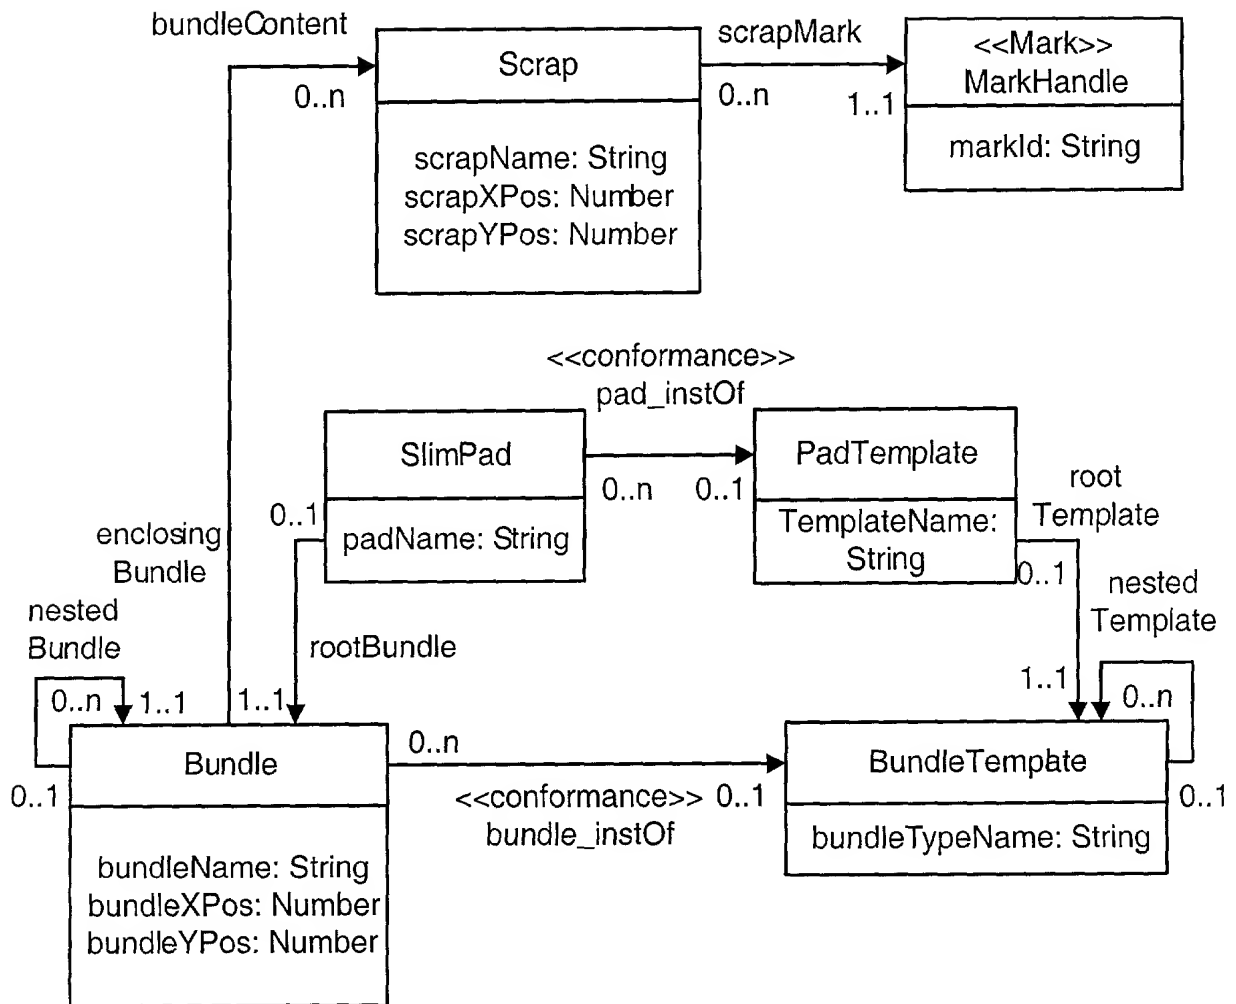 bundleContent
0..n
Scrap
scrapName: String
scrapXPos: Number
scrapYPos: Number
scrapMark
0..n
1..1
<<Mark>>
MarkHandle
markId: String
<<conformance>>
pad_instOf
SlimPad
padName: String
0..n
0..1
PadTemplate
TemplateName:
String
root
Template
0..1
nested
Template
enclosing
Bundle
0..1
nested
Bundle
rootBundle
0..n
1..1
1..1
1..1
0..n
Bundle
0..1
bundleName: String
bundleXPos: Number
bundleYPos: Number
0..n
<<conformance>>
bundle_instOf
0..1
BundleTemplate
0..1
bundleTypeName: String